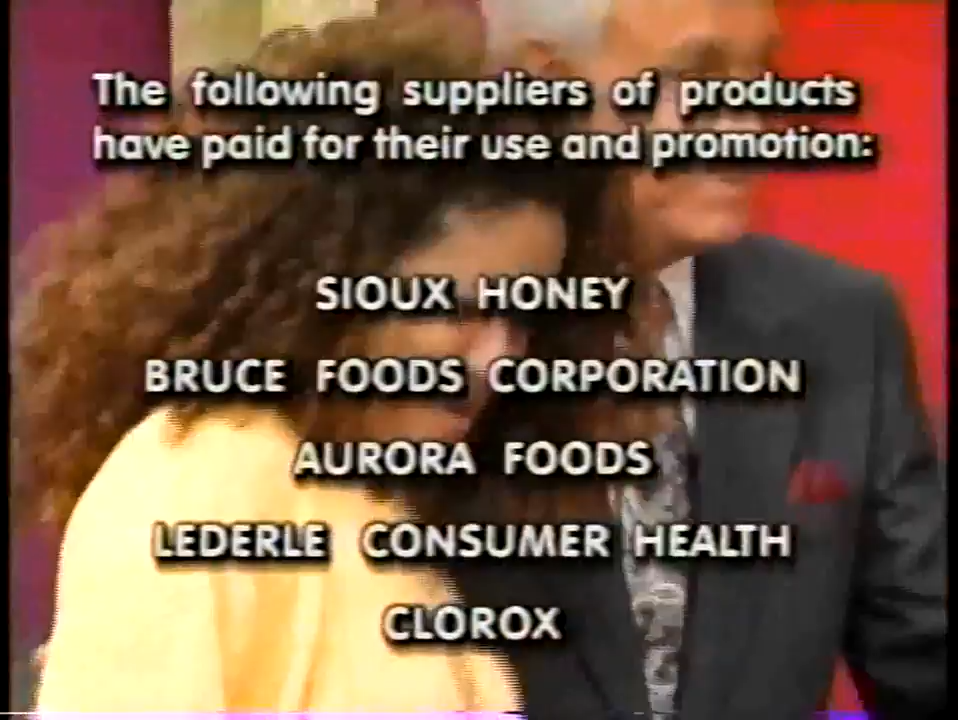 The following suppliers of products
have paid for their use and promotion:
SIOUX HONEY
BRUCE FOODS CORPORATION
AURORA FOODS
LEDERLE CONSUMER HEALTH
CLOROX